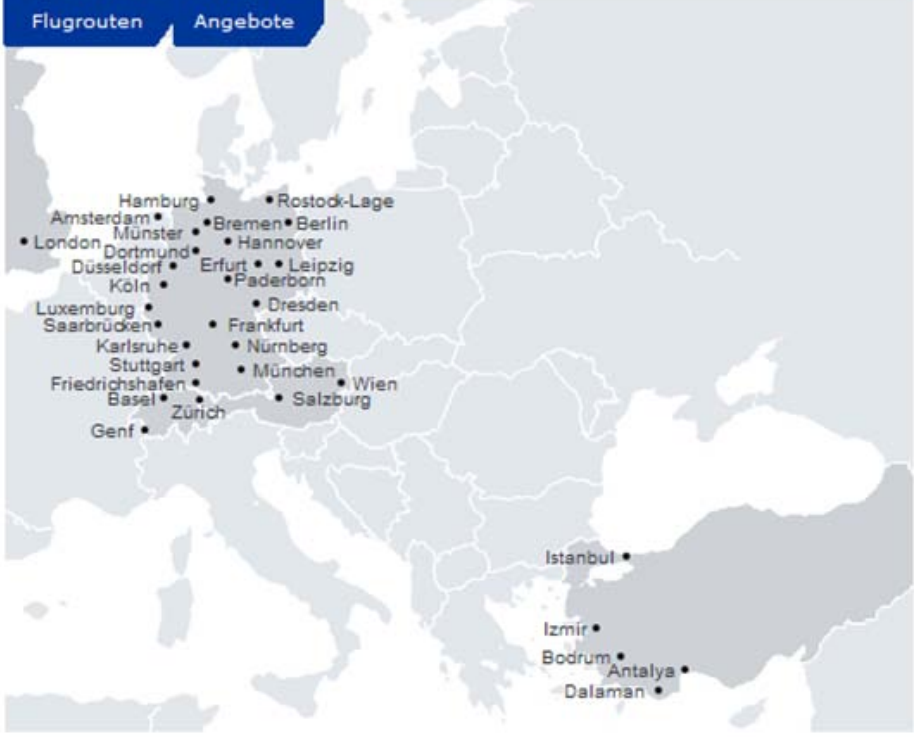 Flugrouten
Angebote
Hamburg
Rostock-Lage
Amsterdam
Bremen
Berlin
Münster
London
Hannover
Dortmund
Düsseldorf
Erfurt
Leipzig
Köln
Paderborn
Luxemburg
Dresden
Saarbrücken
Frankfurt
Karlsruhe
Nürnberg
Stuttgart
München
Friedrichshafen
Wien
Basel
Salzburg
Zürich
Genf
Istanbul
Izmir
Bodrum
Antalya
Dalaman